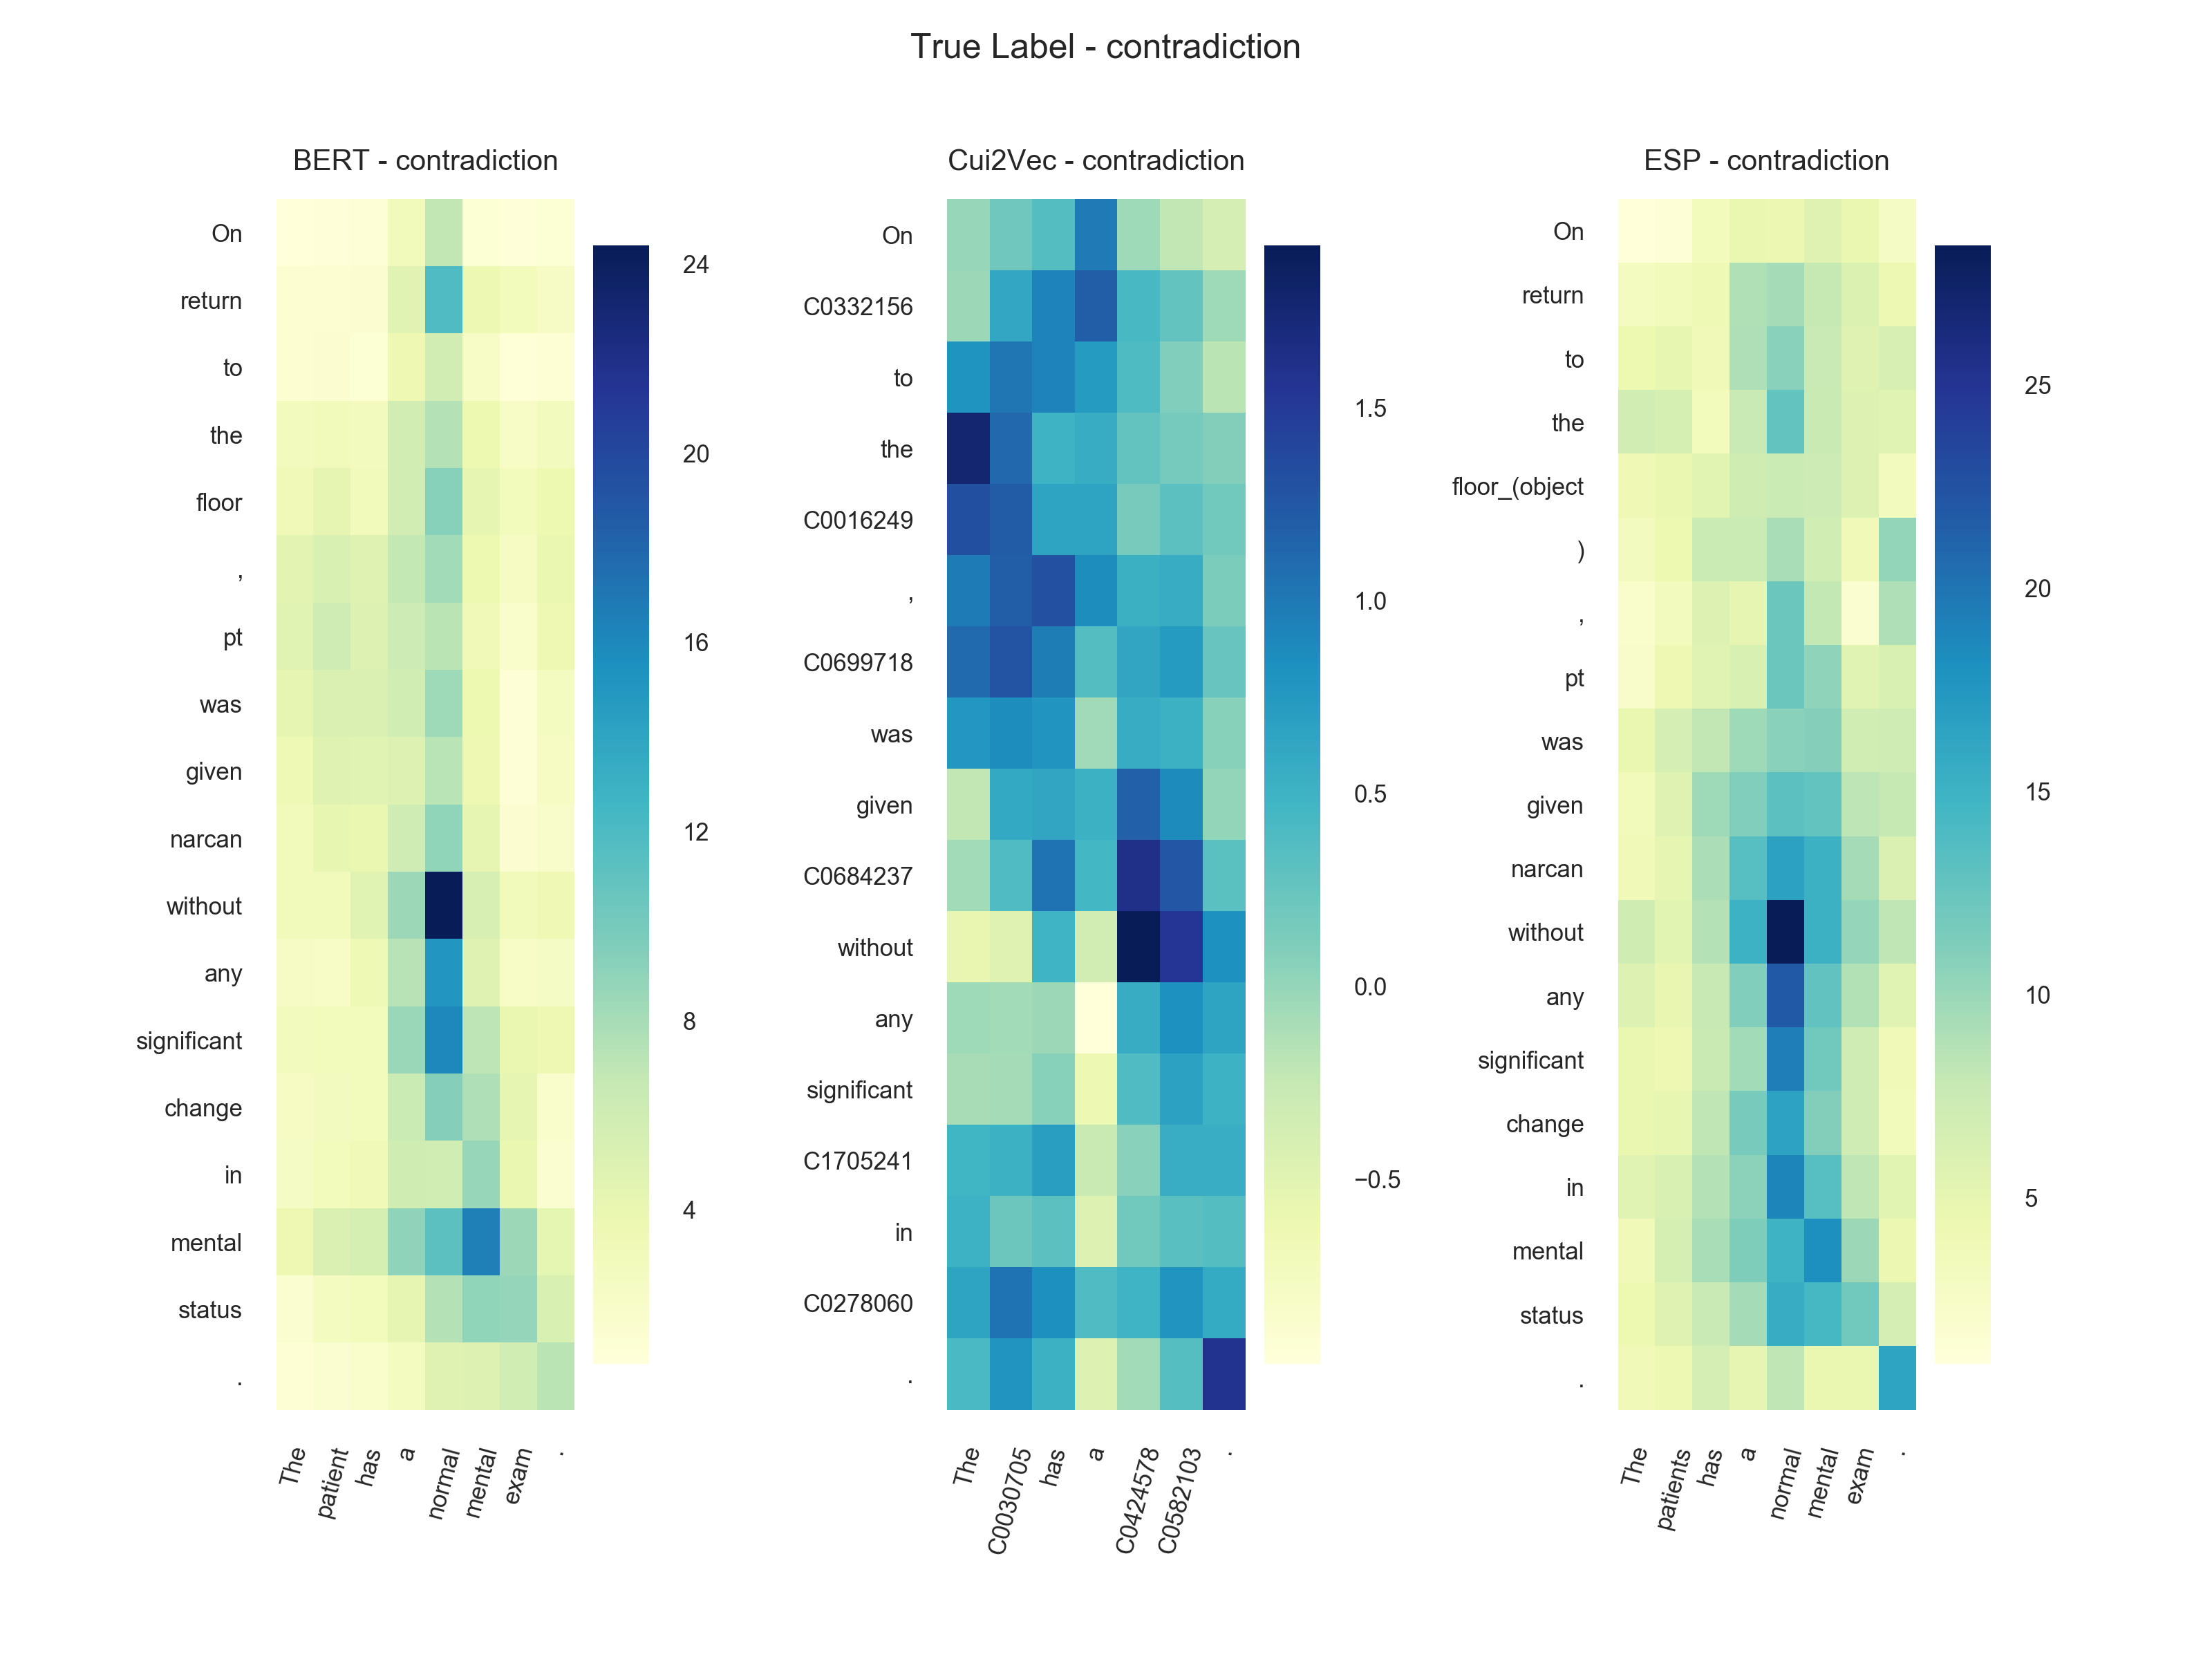 True Label - contradiction
BERT - contradiction
On
return
to
the
floor
,
pt
was
given
narcan
without
any
significant
change
in
mental
status
.
The
patient
has
a
normal
mental
exam
.
24
20
16
12
8
4
Cui2Vec - contradiction
On
C0332156
to
the
C0016249
,
C0699718
was
given
C0684237
without
any
significant
C1705241
in
C0278060
.
The
C0030705
has
a
C0424578
C0582103
.
1.5
1.0
0.5
0.0
−0.5
ESP - contradiction
On
return
to
the
floor_(object
)
,
pt
was
given
narcan
without
any
significant
change
in
mental
status
.
The
patients
has
a
normal
mental
exam
.
25
20
15
10
5